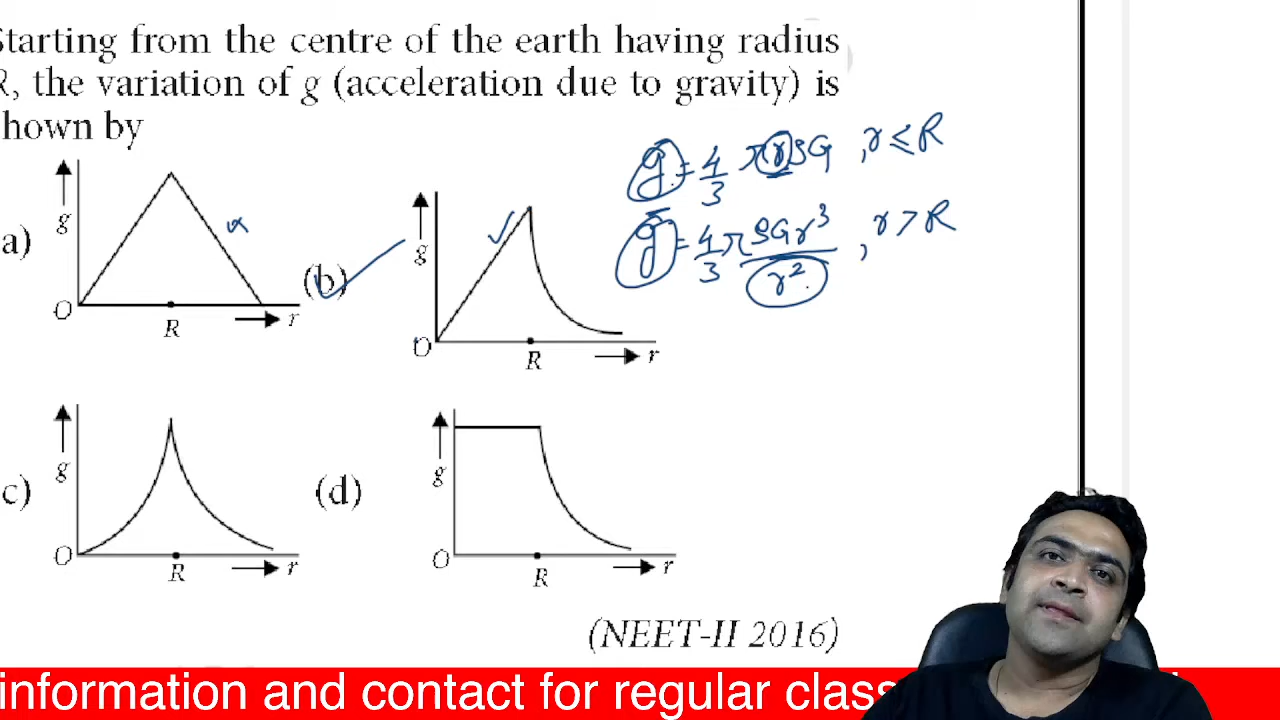 Starting from the centre of the earth having radius
R, the variation of g (acceleration due to gravity) is
shown by
g = 4/3 πrρG , r ≤ R
g = 4/3 π ρGr³/r² , r > R
a)
g
O
R
r
α
(b)
g
O
R
r
c)
g
O
R
r
(d)
g
O
R
r
(NEET-II 2016)
information and contact for regular class